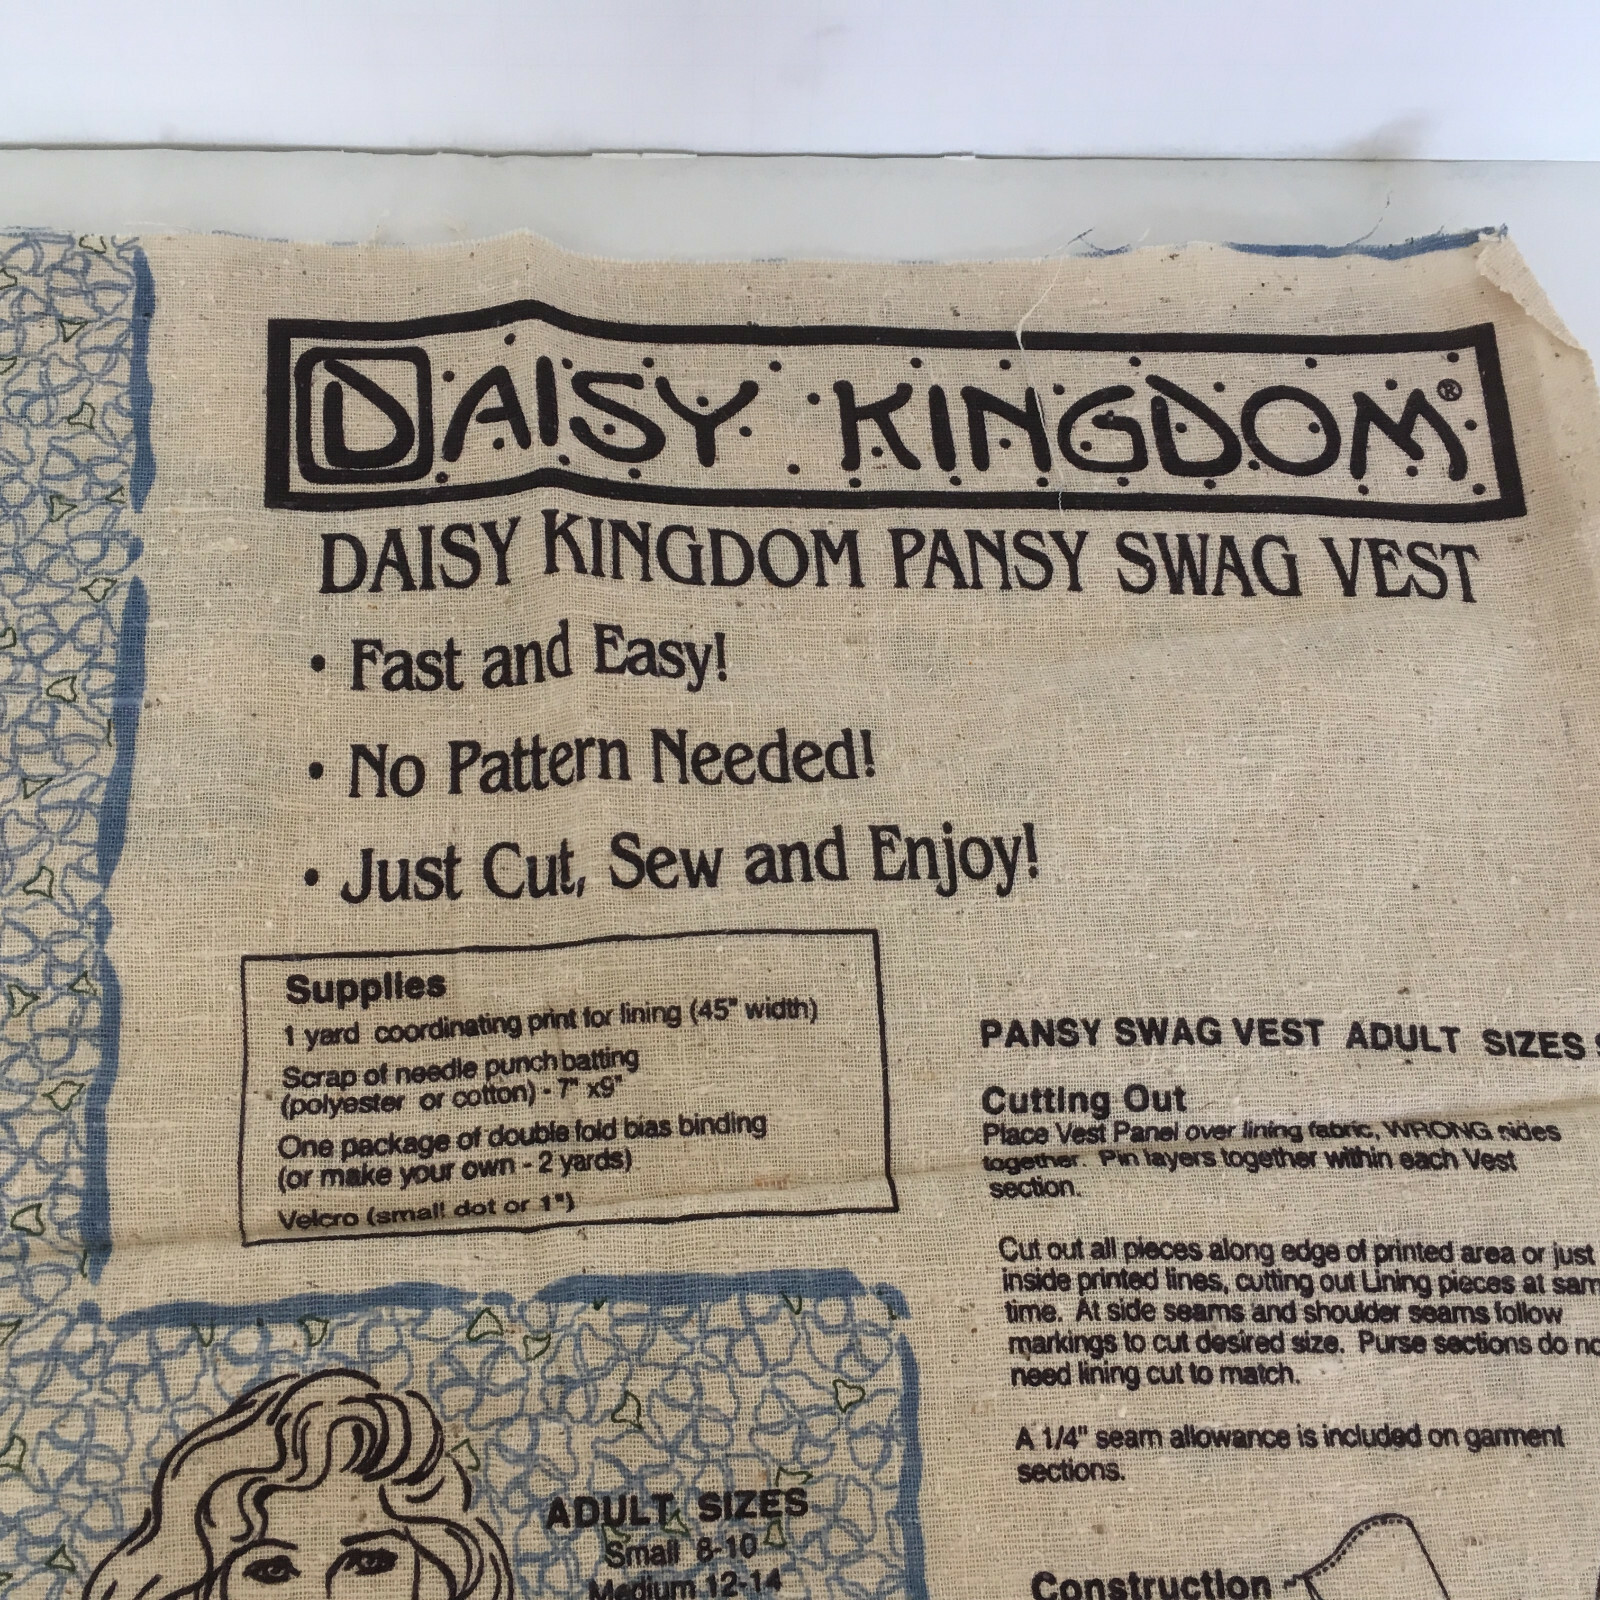 DAISY KINGDOM®
DAISY KINGDOM PANSY SWAG VEST
• Fast and Easy!
• No Pattern Needed!
• Just Cut, Sew and Enjoy!
Supplies
1 yard coordinating print for lining (45" width)
Scrap of needle punch batting
(polyester or cotton) - 7" x9"
One package of double fold bias binding
(or make your own - 2 yards)
Velcro (small dot or 1")
PANSY SWAG VEST ADULT SIZES
Cutting Out
Place Vest Panel over lining fabric, WRONG sides
together. Pin layers together within each Vest
section.
Cut out all pieces along edge of printed area or just
inside printed lines, cutting out Lining pieces at
time. At side seams and shoulder seams follow
markings to cut desired size. Purse sections do
need lining cut to match.
A 1/4" seam allowance is included on garment
sections.
ADULT SIZES
Small 8-10
Medium 12-14
Construction